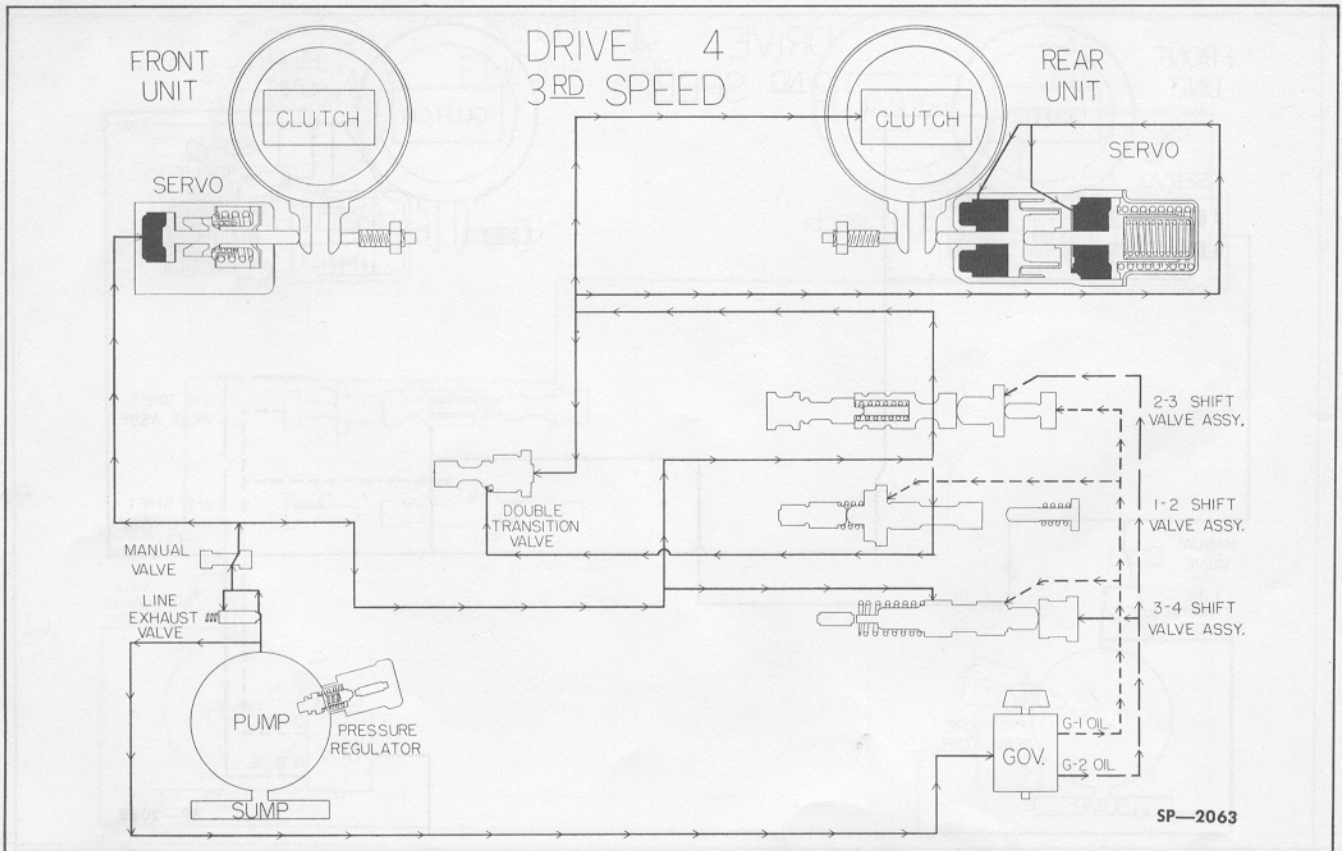 FRONT
UNIT
CLUTCH
SERVO
DRIVE 4
3RD SPEED
CLUTCH
REAR
UNIT
SERVO
2-3 SHIFT
VALVE ASSY.
DOUBLE
TRANSITION
VALVE
1-2 SHIFT
VALVE ASSY.
MANUAL
VALVE
LINE
EXHAUST
VALVE
3-4 SHIFT
VALVE ASSY.
PUMP
PRESSURE
REGULATOR
SUMP
GOV.
G-1 OIL
G-2 OIL
SP—2063